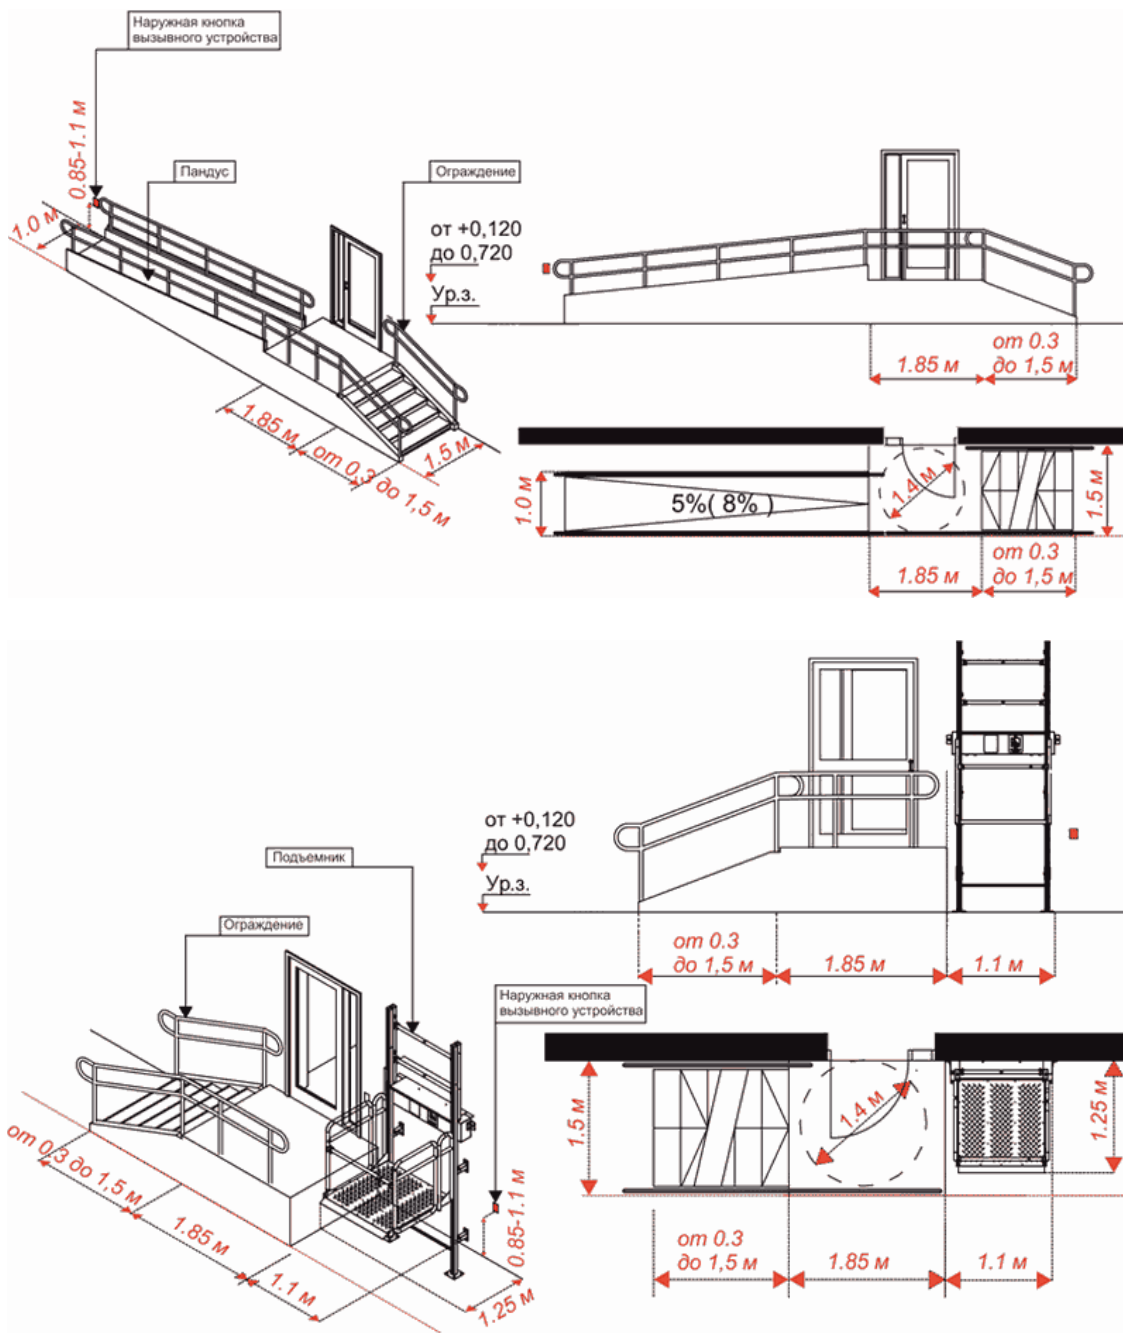 Наружная кнопка
вызывного устройства
0.85-1.1 м
Пандус
Ограждение
1.0 м
от +0,120
до 0,720
Ур.з.
1.85 м
от 0,3 до 1,5 м
1.5 м
от 0.3
1.85 м
до 1,5 м
1.0 м
5%( 8% )
1.4 м
1.5 м
от 0.3
1.85 м
до 1,5 м
от +0,120
до 0,720
Ур.з.
Подъемник
Ограждение
Наружная кнопка
вызывного устройства
от 0.3
до 1,5 м
1.85 м
1.1 м
от 0.3 до 1,5 м
1.85 м
1.1 м
1.25 м
0.85-1.1 м
1.5 м
1.4 м
1.25 м
от 0.3
до 1,5 м
1.85 м
1.1 м